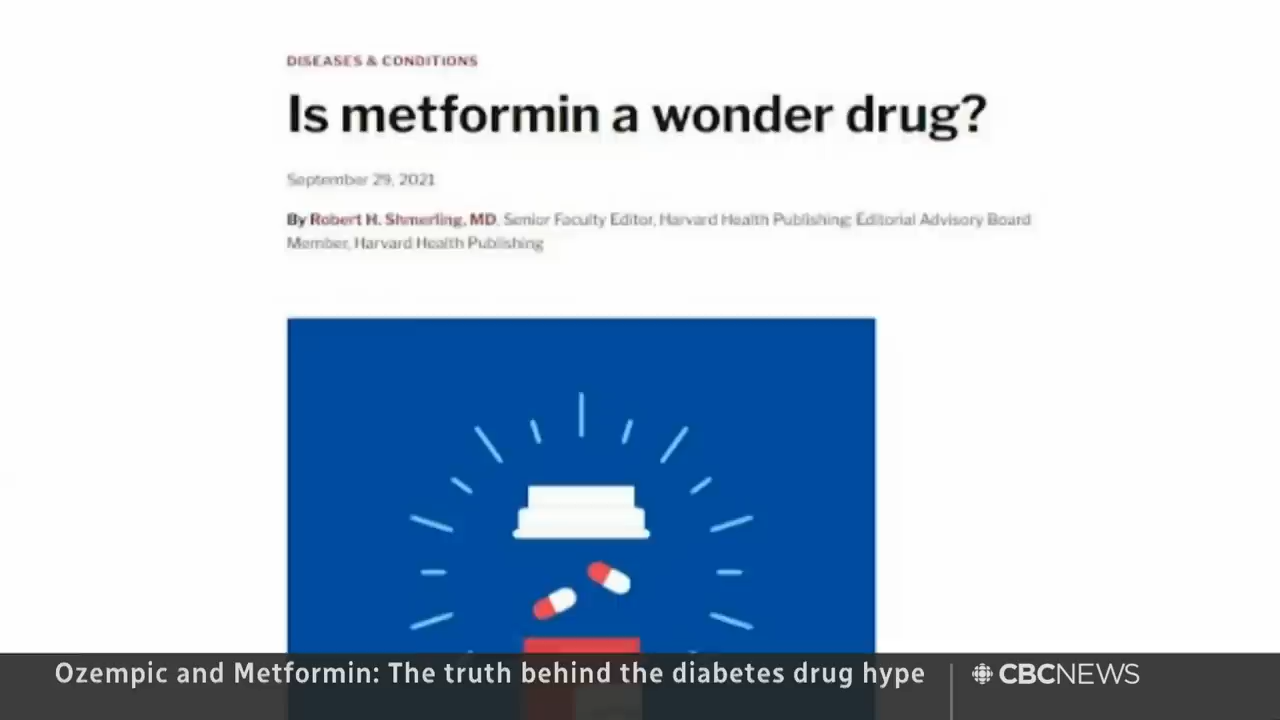 DISEASES & CONDITIONS
Is metformin a wonder drug?
September 29, 2021
By Robert H. Shmerling, MD, Senior Faculty Editor, Harvard Health Publishing; Editorial Advisory Board
Member, Harvard Health Publishing
Ozempic and Metformin: The truth behind the diabetes drug hype
CBCNEWS